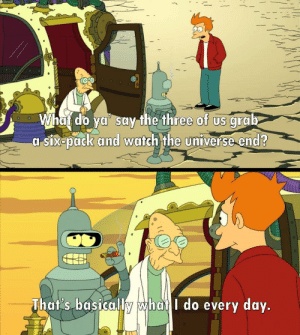 What do ya' say the three of us grab
a six-pack and watch the universe end?
That's basically what I do every day.